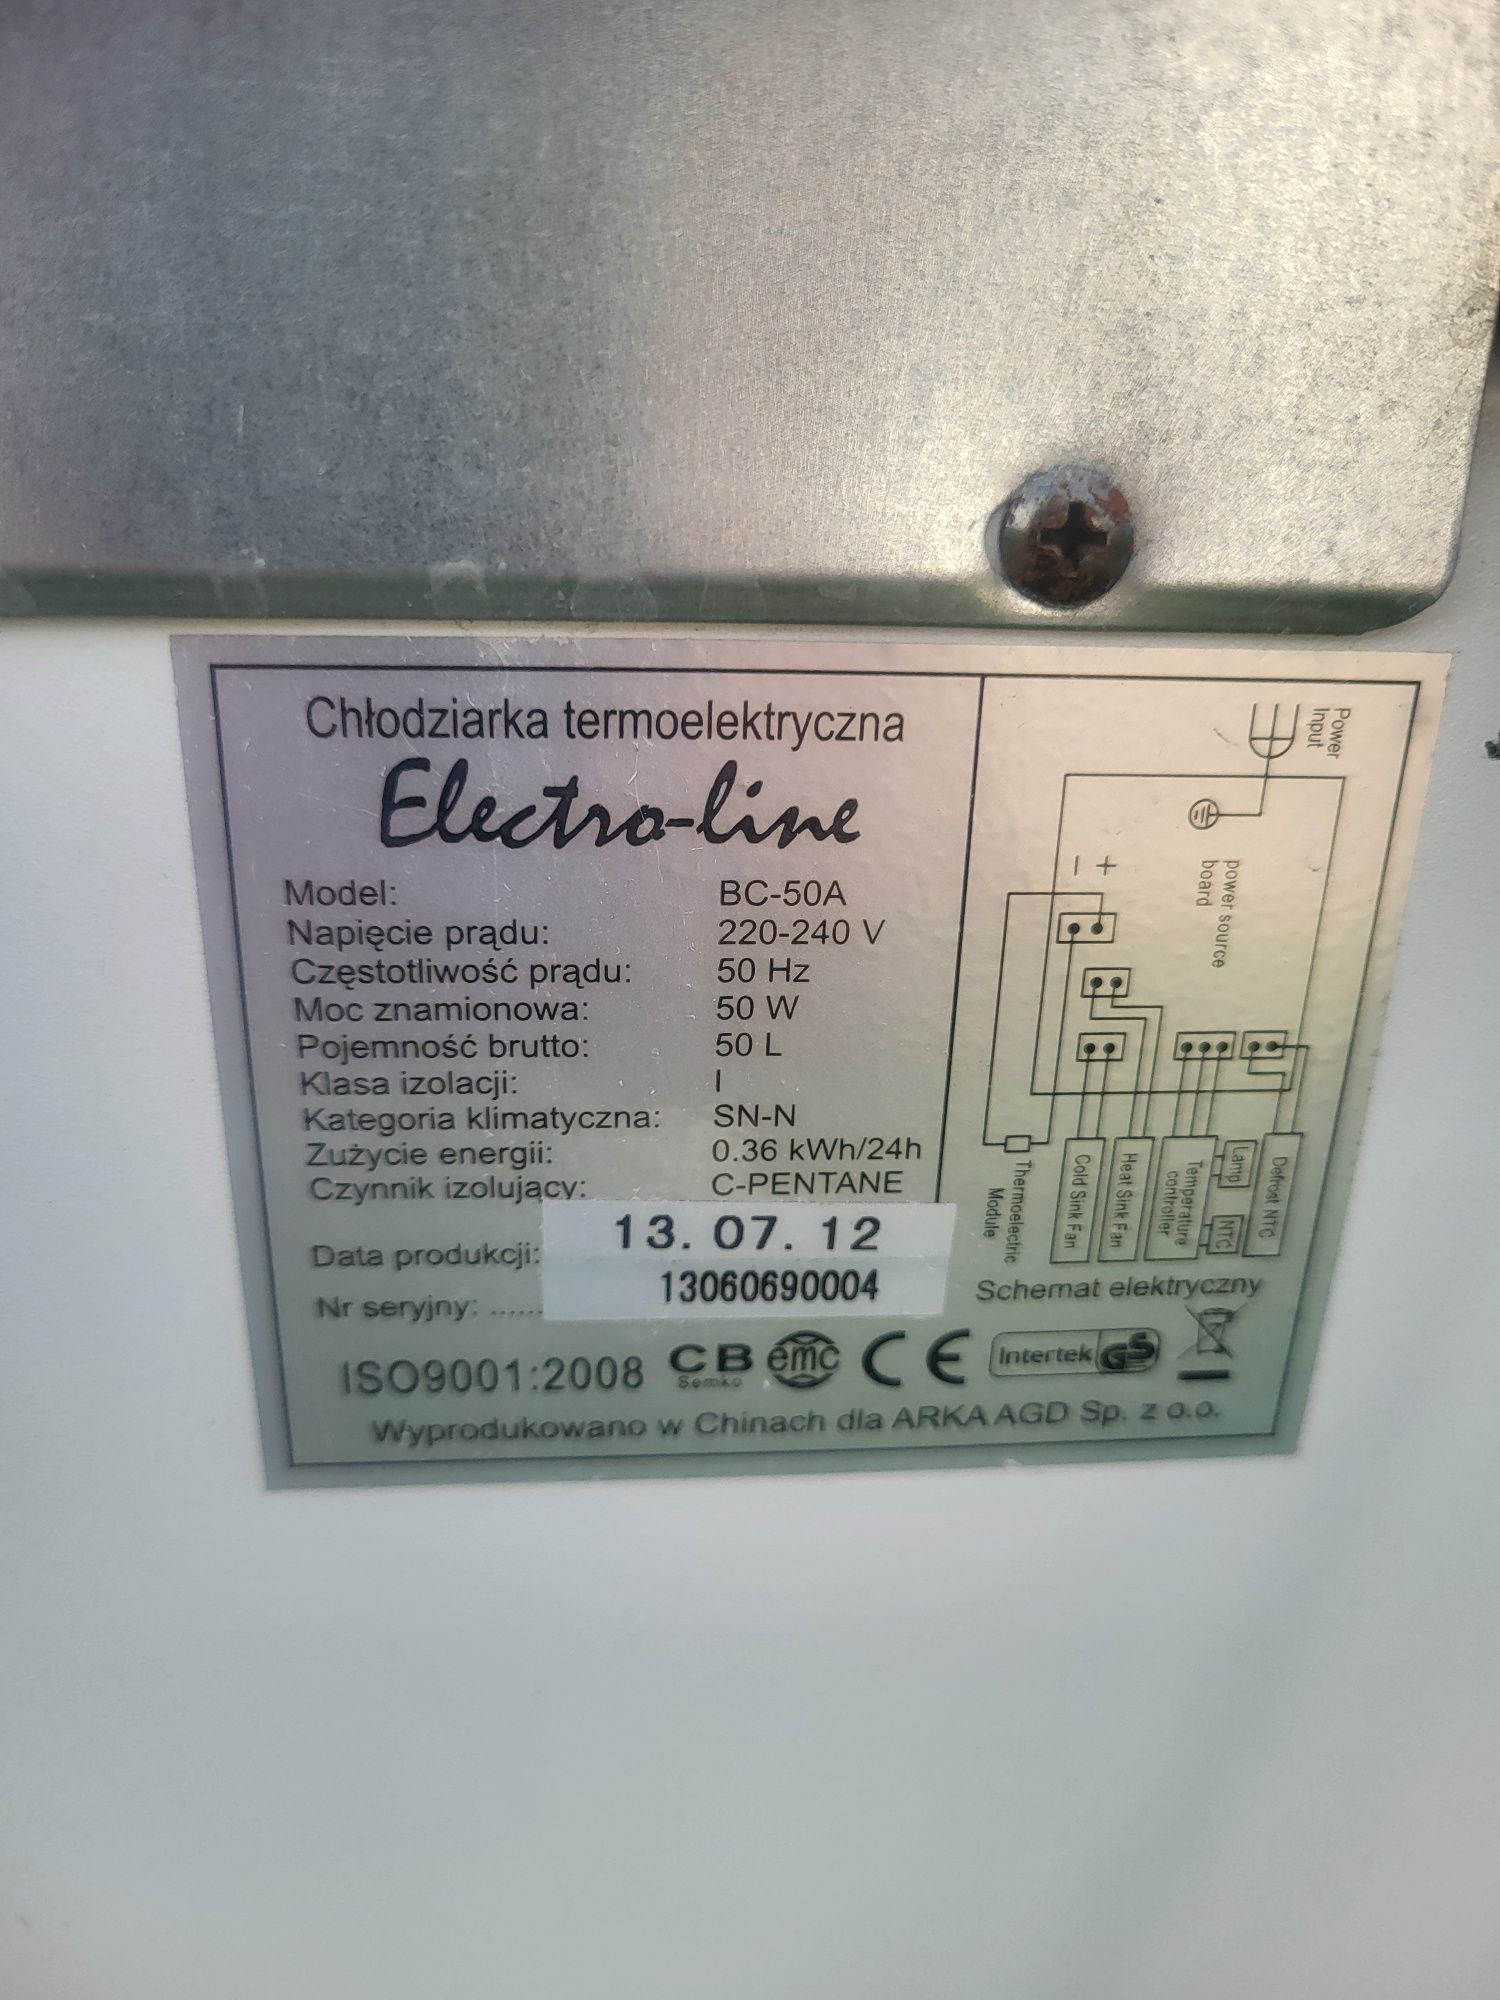 Chłodziarka termoelektryczna
Electro-line
Model: BC-50A
Napięcie prądu: 220-240 V
Częstotliwość prądu: 50 Hz
Moc znamionowa: 50 W
Pojemność brutto: 50 L
Klasa izolacji: I
Kategoria klimatyczna: SN-N
Zużycie energii: 0.36 kWh/24h
Czynnik izolujący: C-PENTANE
Data produkcji: 13. 07. 12
Nr seryjny: ...... 13060690004
Power
Input
power source
board
+
−
Thermoelectric
Module
Cold Sink Fan
Heat Sink Fan
Temperature
controller
Lamp
NTC
Defrost NTC
Schemat elektryczny
ISO9001:2008 CB Semko emc CE Intertek GS
Wyprodukowano w Chinach dla ARKA AGD Sp. z o.o.